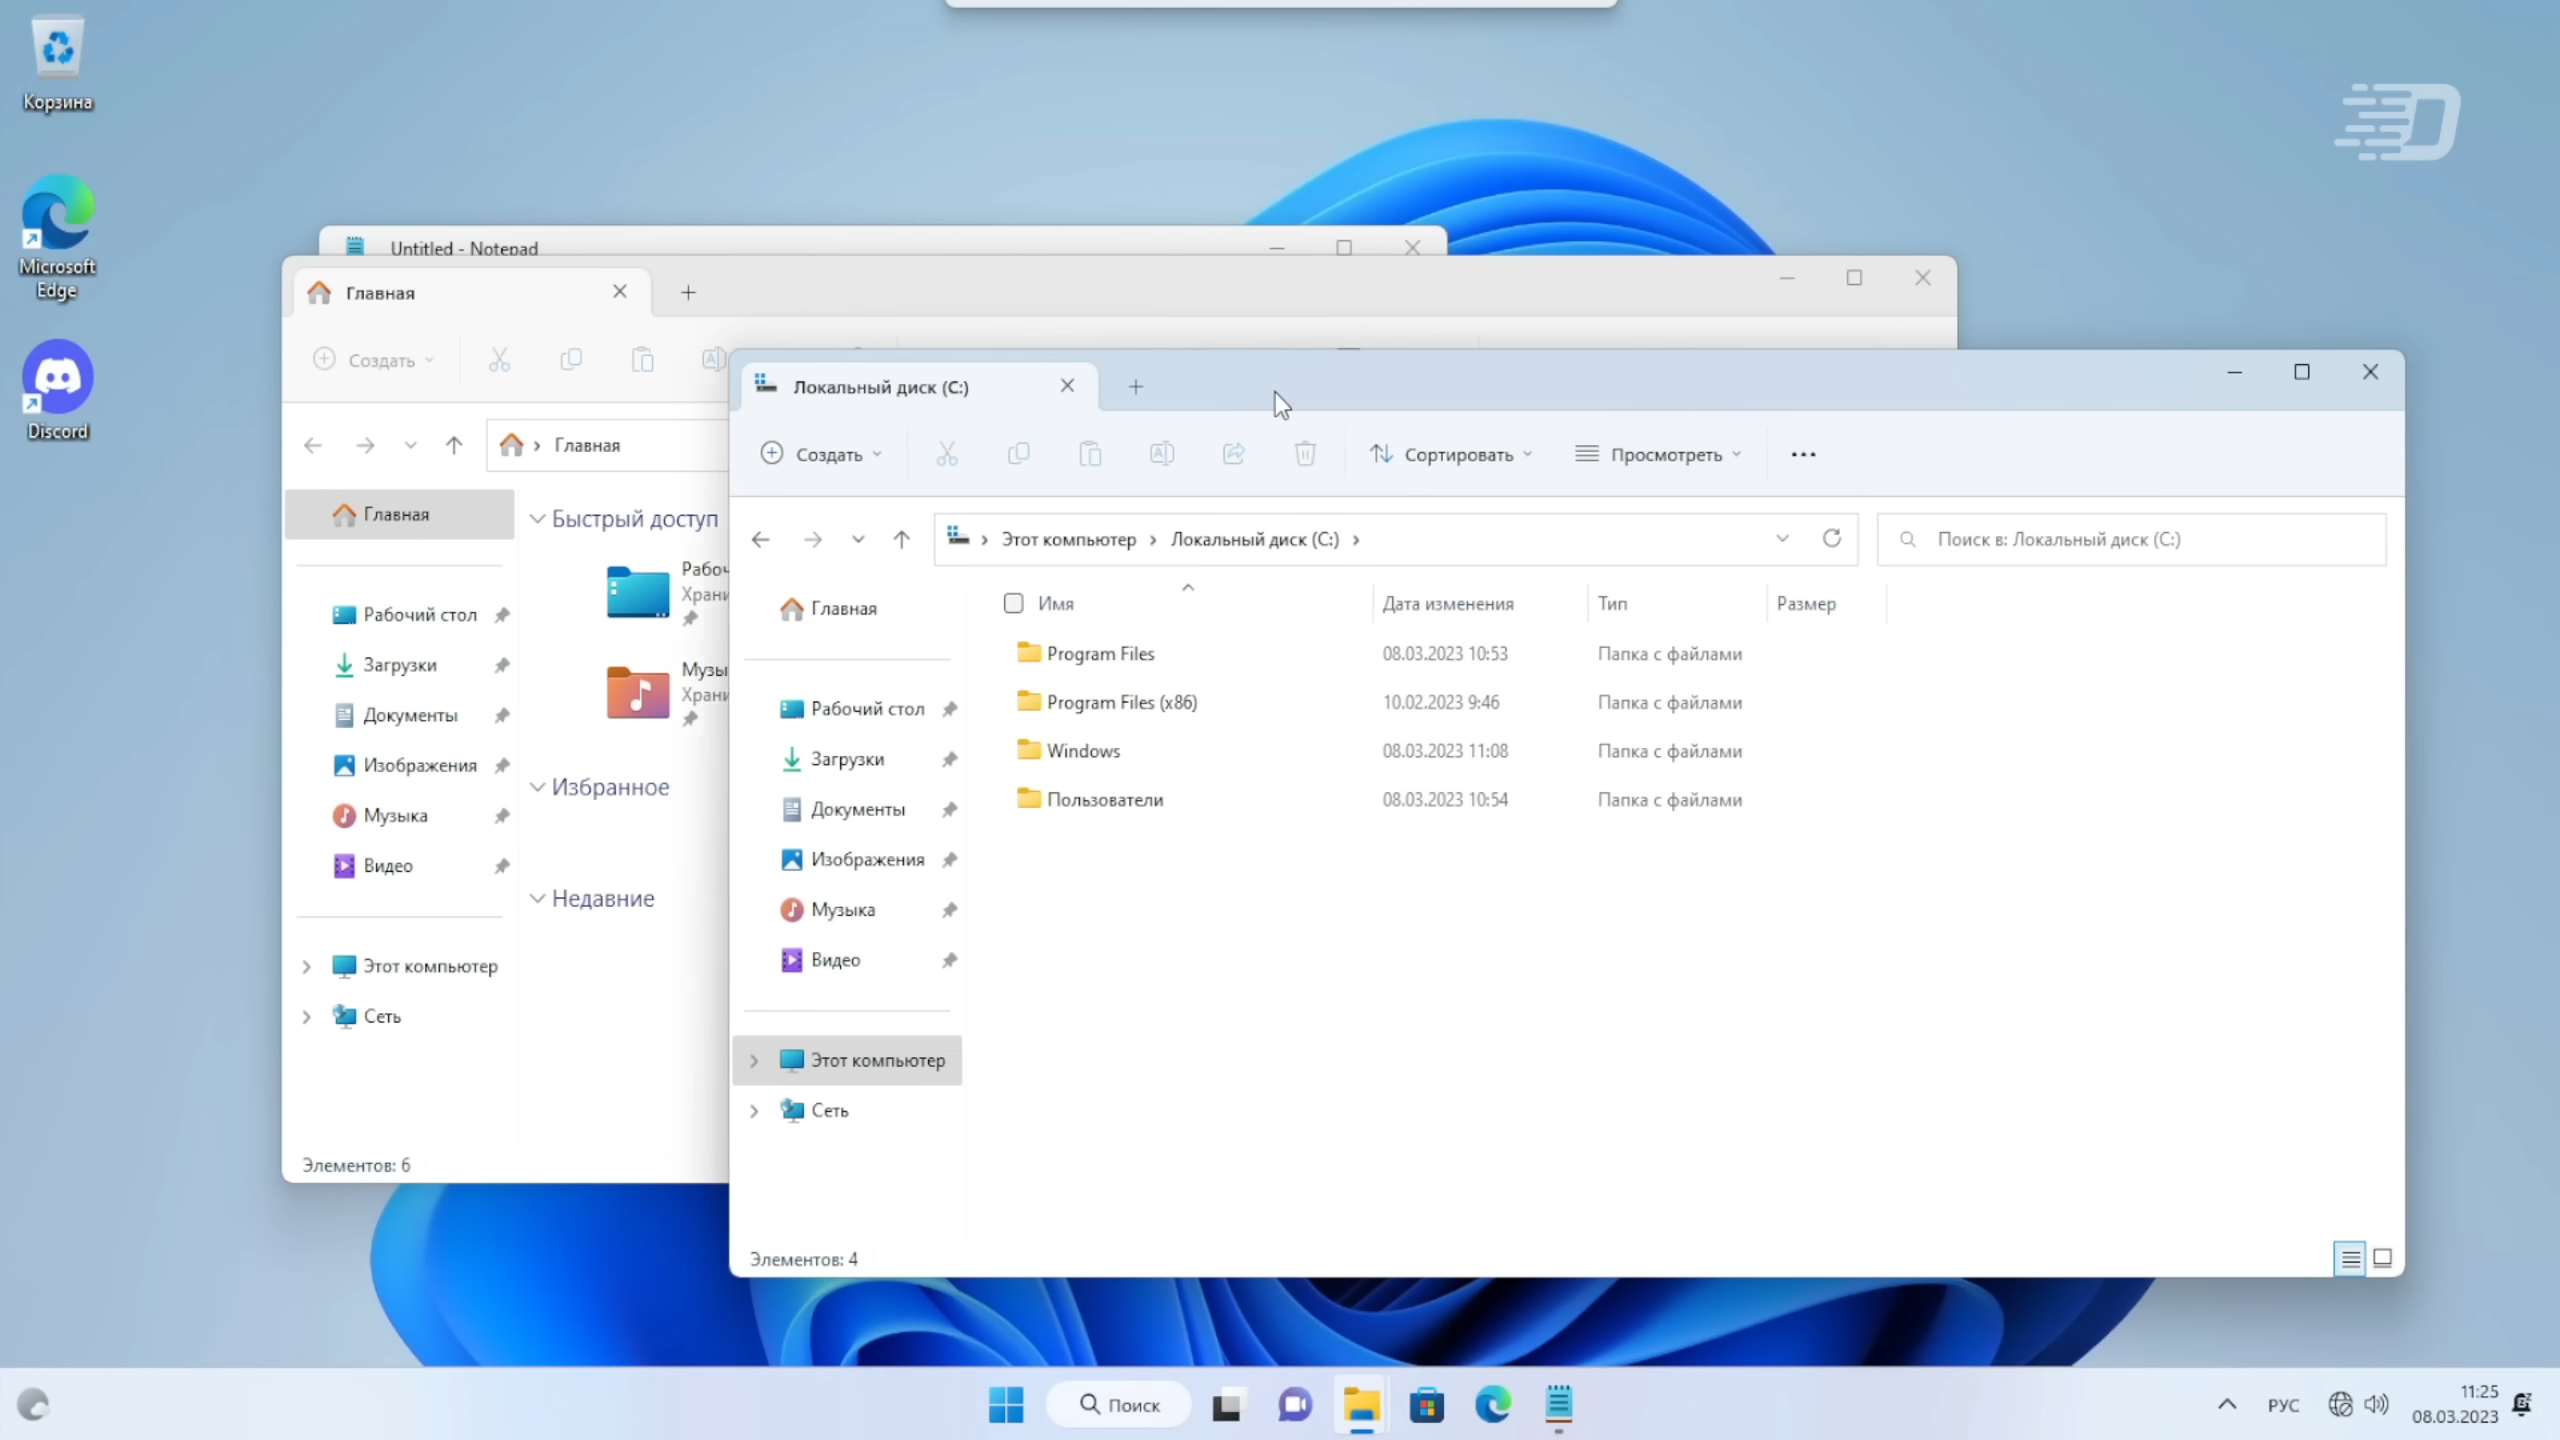 Корзина
Microsoft
Edge
Discord
Untitled - Notepad
Главная
Создать
Главная
Главная
Рабочий стол
Загрузки
Документы
Изображения
Музыка
Видео
Этот компьютер
Сеть
Быстрый доступ
Избранное
Недавние
Элементов: 6
Локальный диск (C:)
Создать
Сортировать
Просмотреть
Этот компьютер
Локальный диск (C:)
Поиск в: Локальный диск (C:)
Главная
Рабочий стол
Загрузки
Документы
Изображения
Музыка
Видео
Этот компьютер
Сеть
Имя Дата изменения Тип Размер
Program Files 08.03.2023 10:53 Папка с файлами
Program Files (x86) 10.02.2023 9:46 Папка с файлами
Windows 08.03.2023 11:08 Папка с файлами
Пользователи 08.03.2023 10:54 Папка с файлами
Элементов: 4
Поиск
РУС
11:25
08.03.2023